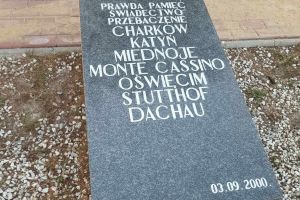 PRAWDA PAMIĘĆ
ŚWIADECTWO
PRZEBACZENIE
CHARKÓW
KATYŃ
MIEDNOJE
MONTE CASSINO
OŚWIĘCIM
STUTTHOF
DACHAU
03.09.2000.